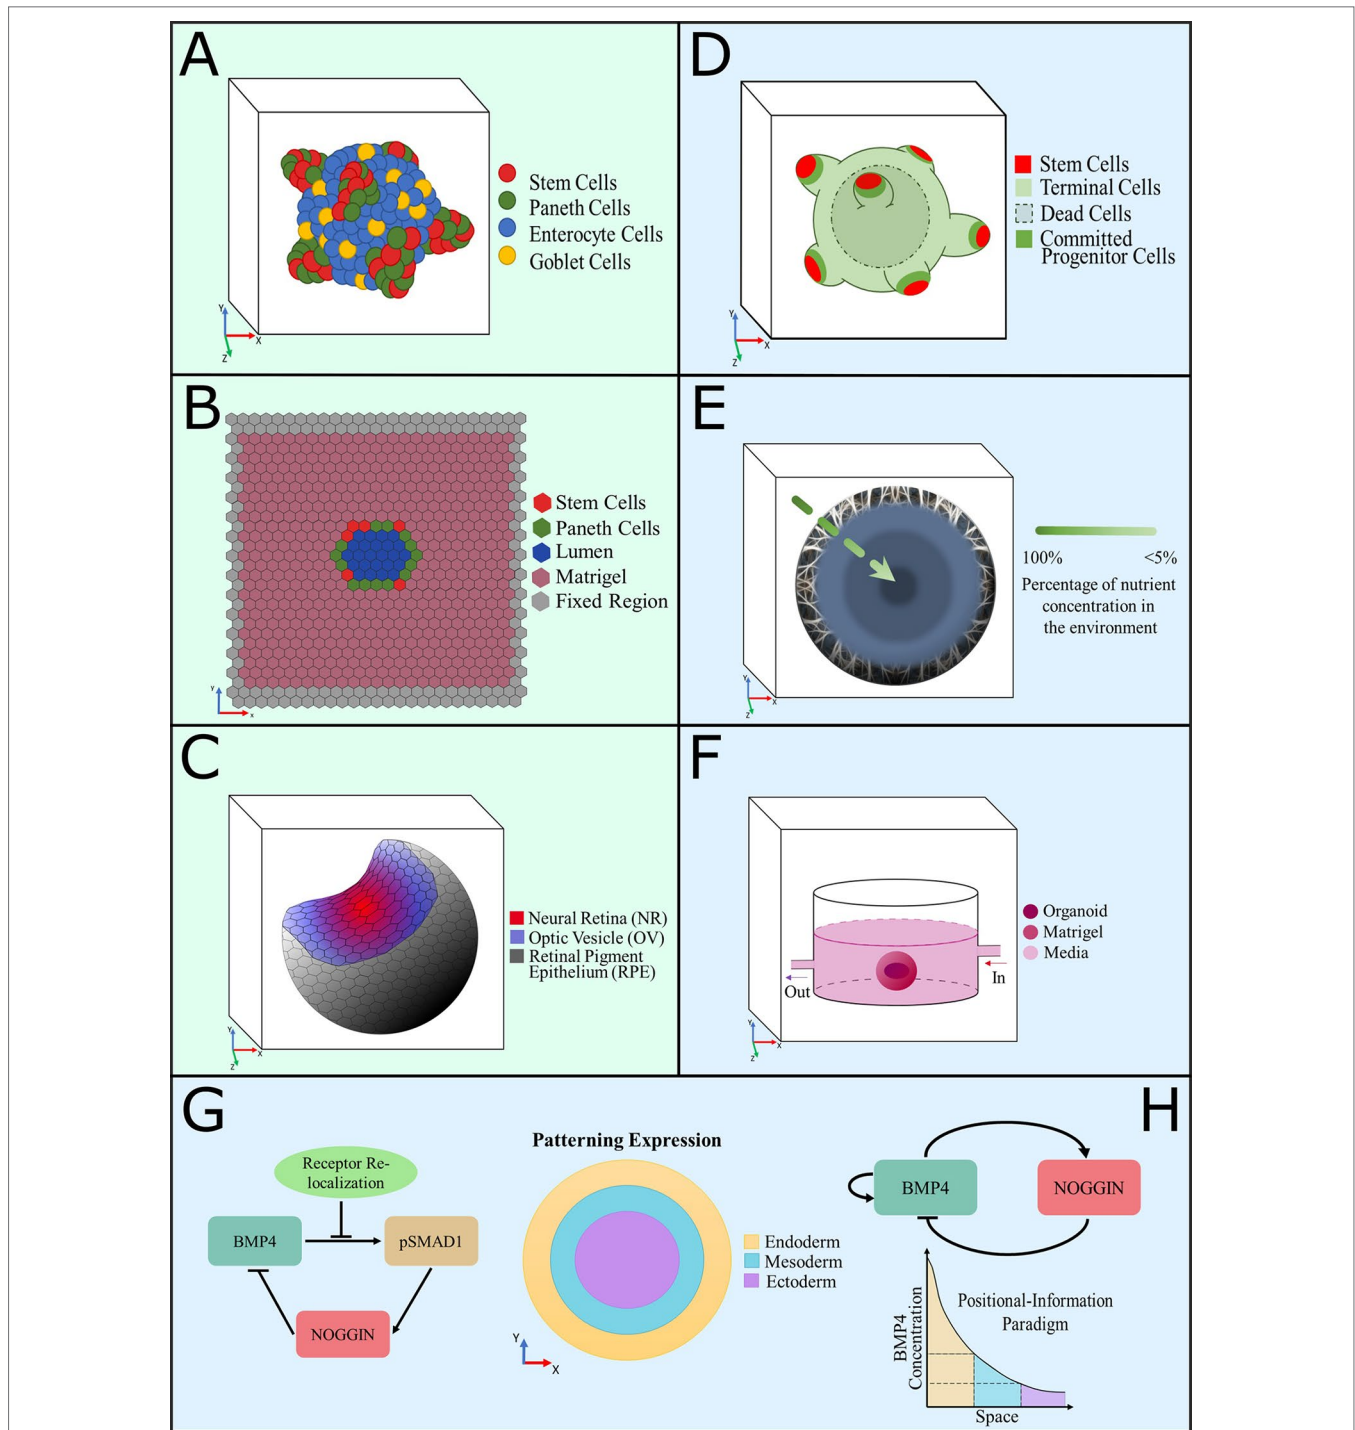 A
Stem Cells
Paneth Cells
Enterocyte Cells
Goblet Cells
Y
X
Z
D
Stem Cells
Terminal Cells
Dead Cells
Committed
Progenitor Cells
Y
X
Z
B
Stem Cells
Paneth Cells
Lumen
Matrigel
Fixed Region
Y
x
E
100%
<5%
Percentage of nutrient
concentration in
the environment
Y
X
Z
C
Neural Retina (NR)
Optic Vesicle (OV)
Retinal Pigment
Epithelium (RPE)
Y
X
Z
F
Organoid
Matrigel
Media
Out
In
Y
X
Z
G
Receptor Re-
localization
BMP4
pSMAD1
NOGGIN
Patterning Expression
Endoderm
Mesoderm
Ectoderm
Y
X
H
BMP4
NOGGIN
Positional-Information
Paradigm
BMP4
Concentration
Space